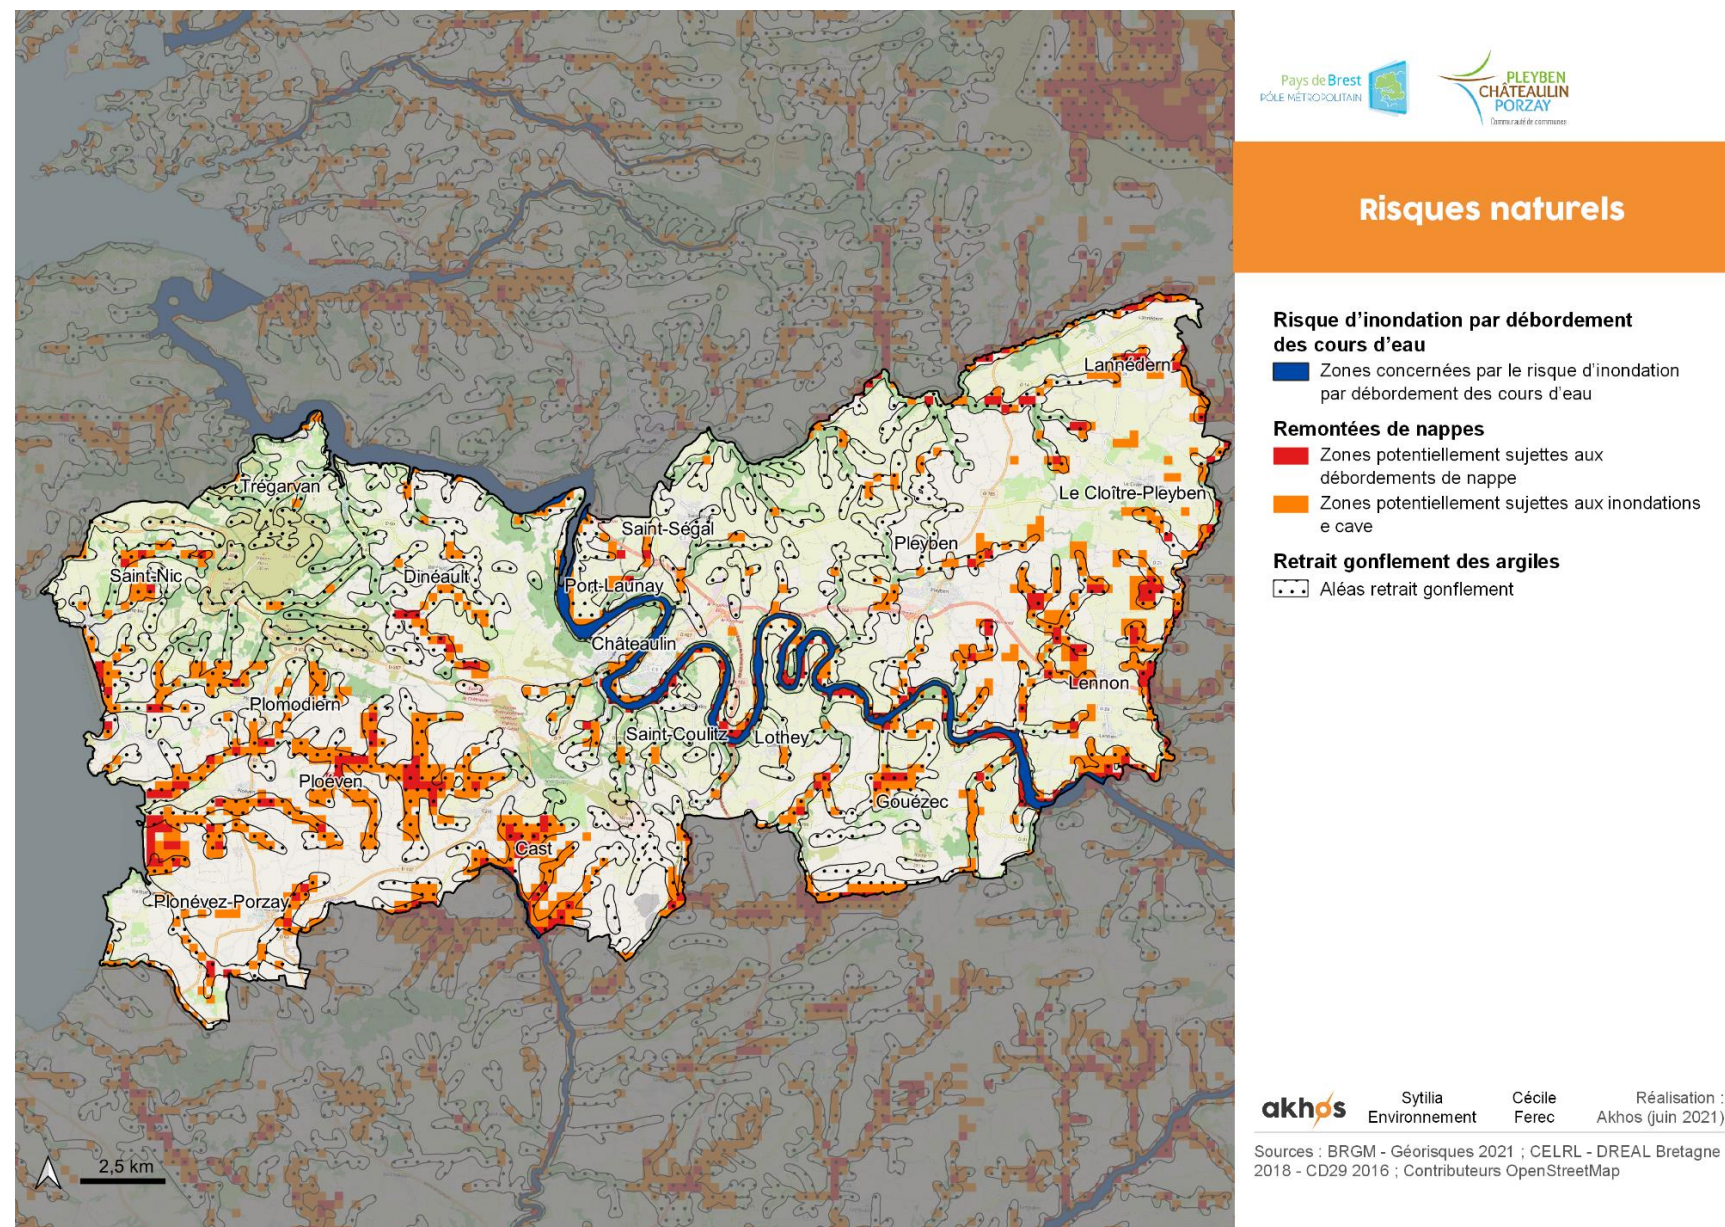 Pays de Brest
PÔLE MÉTROPOLITAIN
PLEYBEN
CHÂTEAULIN
PORZAY
Communauté de communes
Risques naturels
Risque d'inondation par débordement
des cours d'eau
Zones concernées par le risque d'inondation
par débordement des cours d'eau
Remontées de nappes
Zones potentiellement sujettes aux
débordements de nappe
Zones potentiellement sujettes aux inondations
e cave
Retrait gonflement des argiles
Aléas retrait gonflement
Lannédern
Trégarvan
Le Cloître-Pleyben
Saint-Ségal
Pleyben
Saint-Nic
Dinéault
Port-Launay
Châteaulin
Lennon
Plomodiern
Saint-Coulitz
Lothey
Ploéven
Gouézec
Cast
Plonévez-Porzay
2,5 km
akhos
Sytilia
Environnement
Cécile
Ferec
Réalisation :
Akhos (juin 2021)
Sources : BRGM - Géorisques 2021 ; CELRL - DREAL Bretagne
2018 - CD29 2016 ; Contributeurs OpenStreetMap